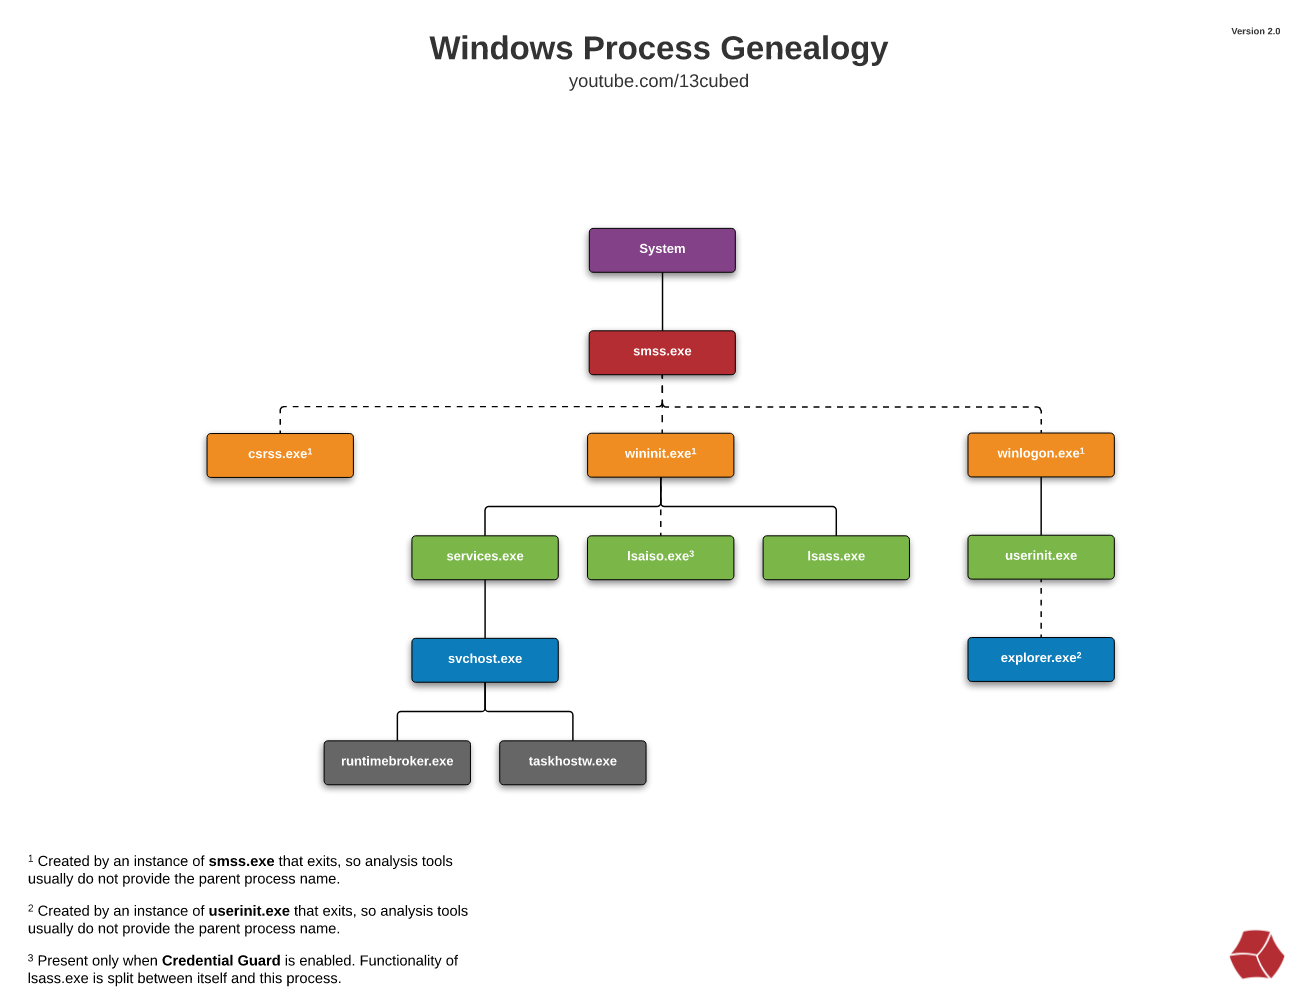 Windows Process Genealogy
Version 2.0
youtube.com/13cubed
System
smss.exe
csrss.exe¹
wininit.exe¹
winlogon.exe¹
services.exe
lsaiso.exe³
lsass.exe
userinit.exe
svchost.exe
explorer.exe²
runtimebroker.exe
taskhostw.exe
¹ Created by an instance of smss.exe that exits, so analysis tools
usually do not provide the parent process name.
² Created by an instance of userinit.exe that exits, so analysis tools
usually do not provide the parent process name.
³ Present only when Credential Guard is enabled. Functionality of
lsass.exe is split between itself and this process.